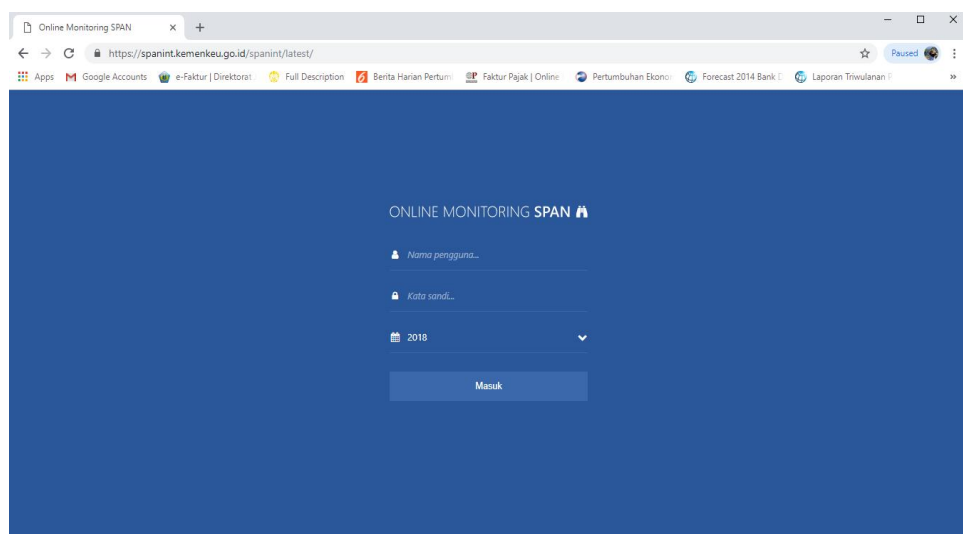 Online Monitoring SPAN
https://spanint.kemenkeu.go.id/spanint/latest/
Paused
Apps Google Accounts e-Faktur | Direktorat Full Description Berita Harian Pertum Faktur Pajak | Online Pertumbuhan Ekono Forecast 2014 Bank Laporan Triwulanan
ONLINE MONITORING SPAN
Nama pengguna...
Kata sandi...
2018
Masuk